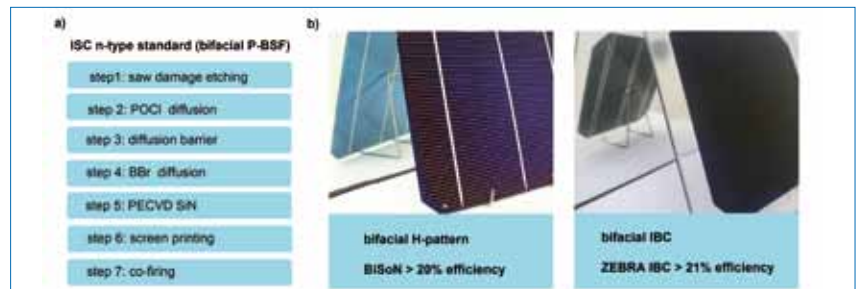 a)
ISC n-type standard (bifacial P-BSF)
step1: saw damage etching
step 2: POCl diffusion
step 3: diffusion barrier
step 4: BBr diffusion
step 5: PECVD SiN
step 6: screen printing
step 7: co-firing
b)
bifacial H-pattern
BiSoN > 20% efficiency
bifacial IBC
ZEBRA IBC > 21% efficiency